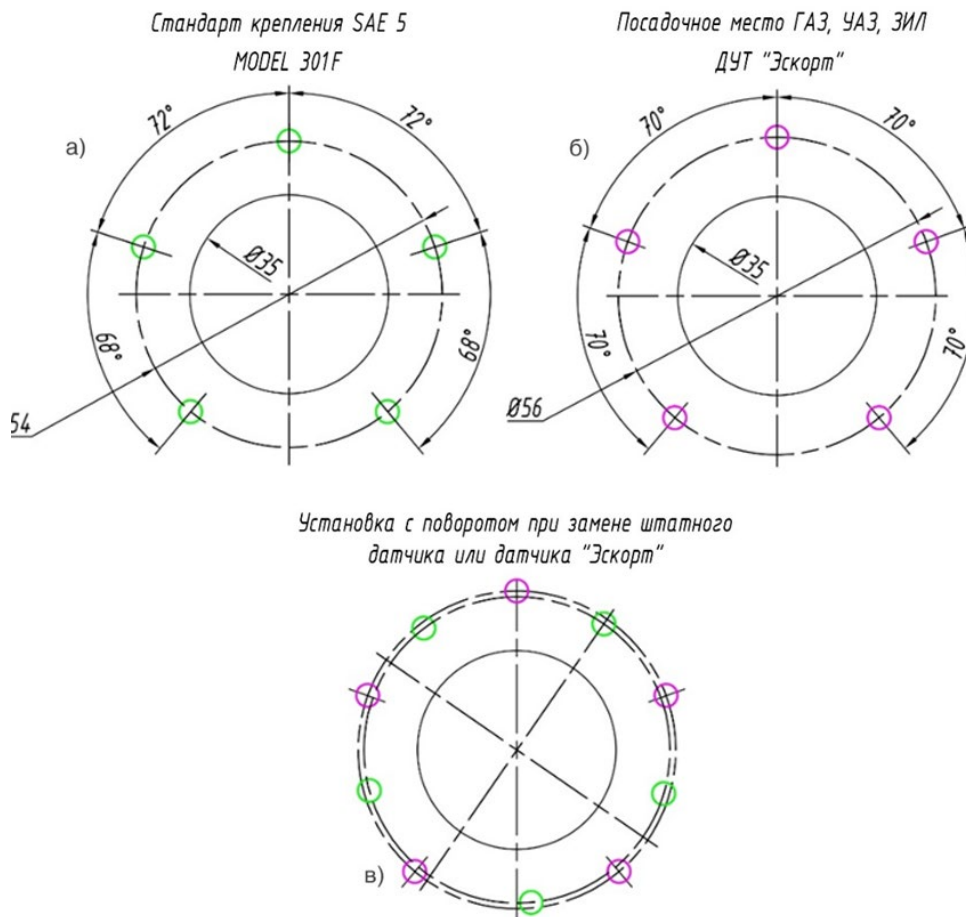 Стандарт крепления SAE 5
MODEL 301F
а)
72°
72°
Ø35
68°
68°
54
Посадочное место ГАЗ, УАЗ, ЗИЛ
ДУТ "Эскорт"
б)
70°
70°
Ø35
70°
70°
Ø56
Установка с поворотом при замене штатного
датчика или датчика "Эскорт"
в)